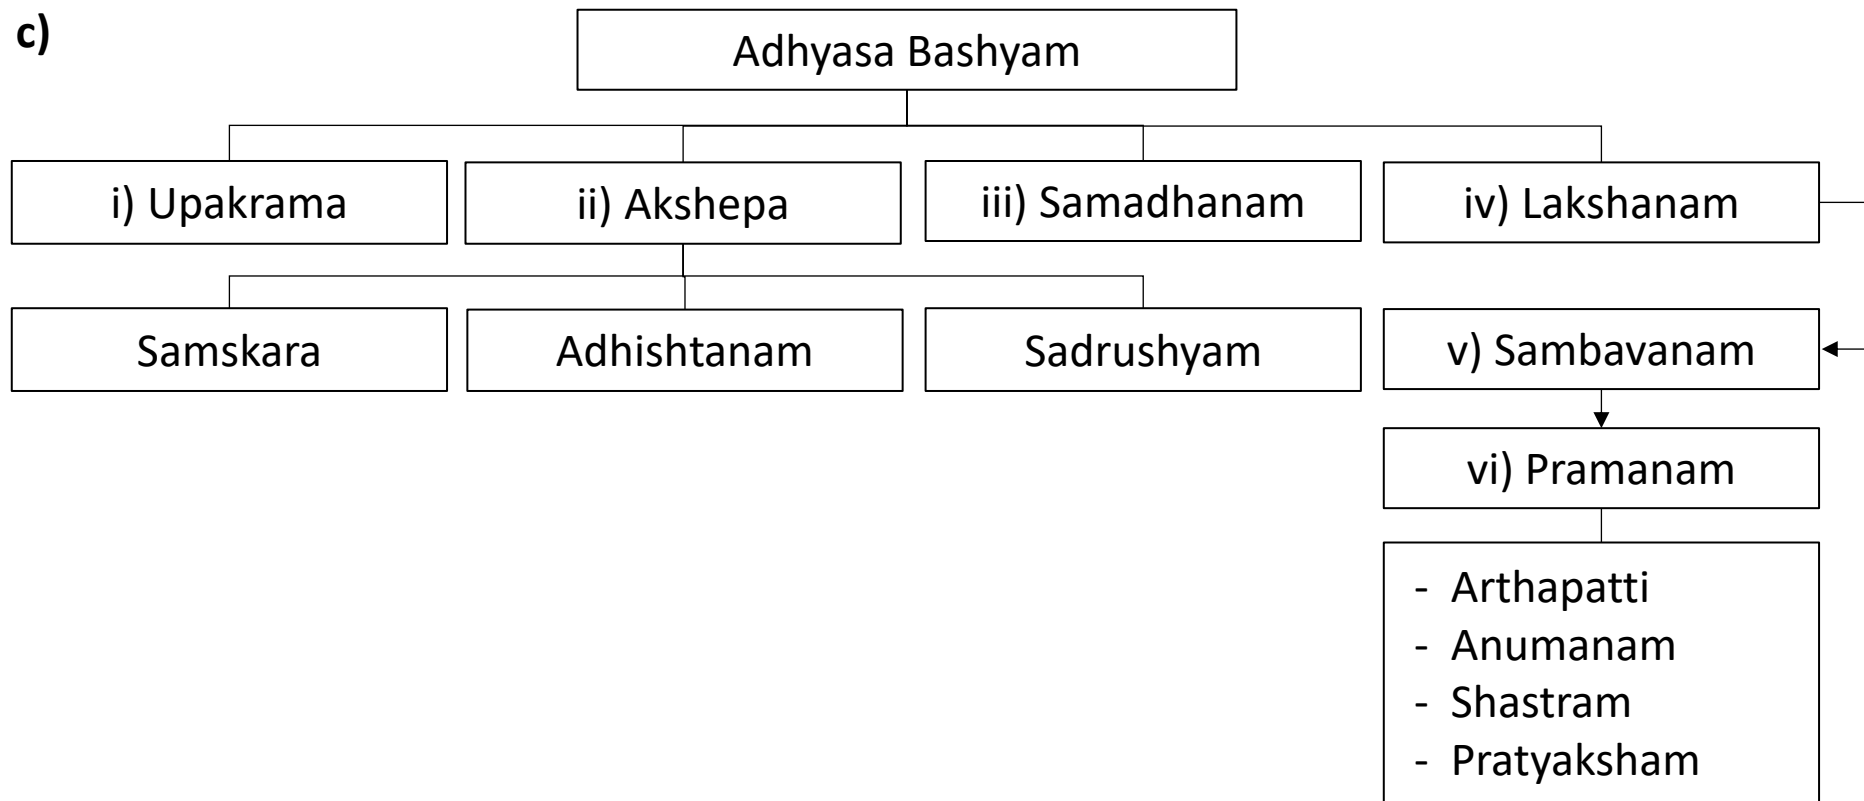 c)
Adhyasa Bashyam
i) Upakrama
ii) Akshepa
iii) Samadhanam
iv) Lakshanam
Samskara
Adhishtanam
Sadrushyam
v) Sambavanam
vi) Pramanam
- Arthapatti
- Anumanam
- Shastram
- Pratyaksham